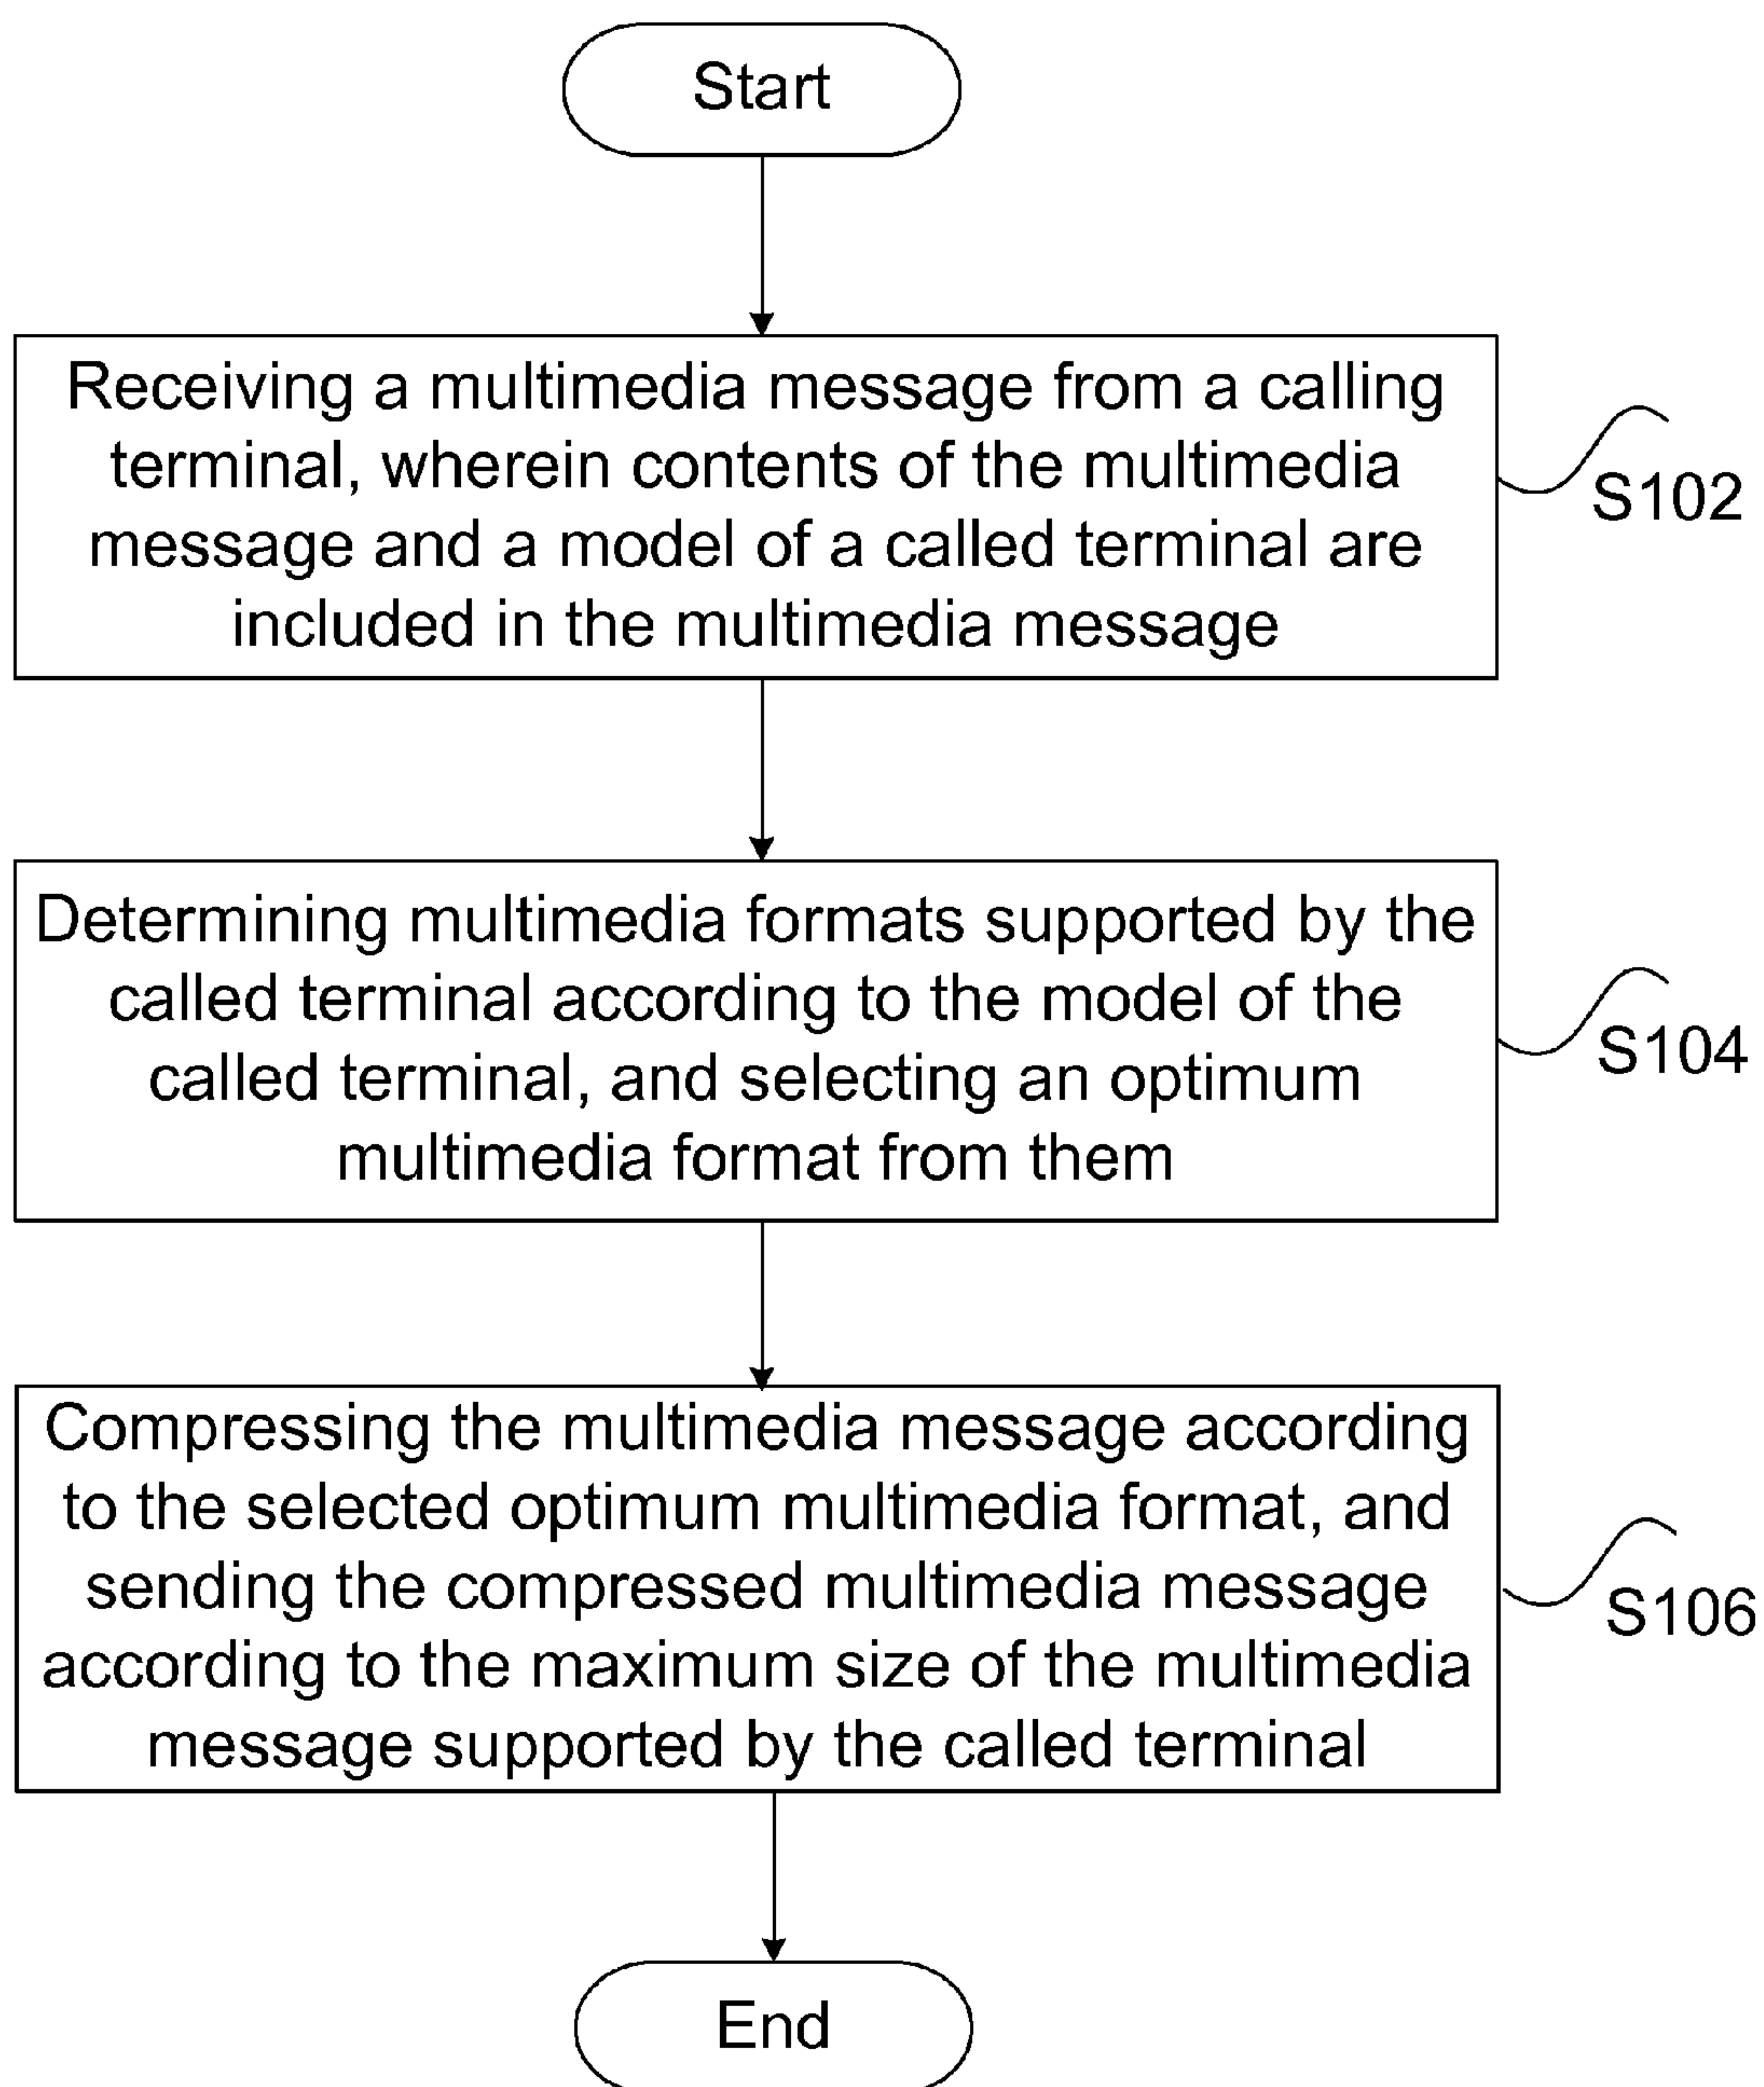 Start
Receiving a multimedia message from a calling
terminal, wherein contents of the multimedia
message and a model of a called terminal are
included in the multimedia message
S102
Determining multimedia formats supported by the
called terminal according to the model of the
called terminal, and selecting an optimum
multimedia format from them
S104
Compressing the multimedia message according
to the selected optimum multimedia format, and
sending the compressed multimedia message
according to the maximum size of the multimedia
message supported by the called terminal
S106
End